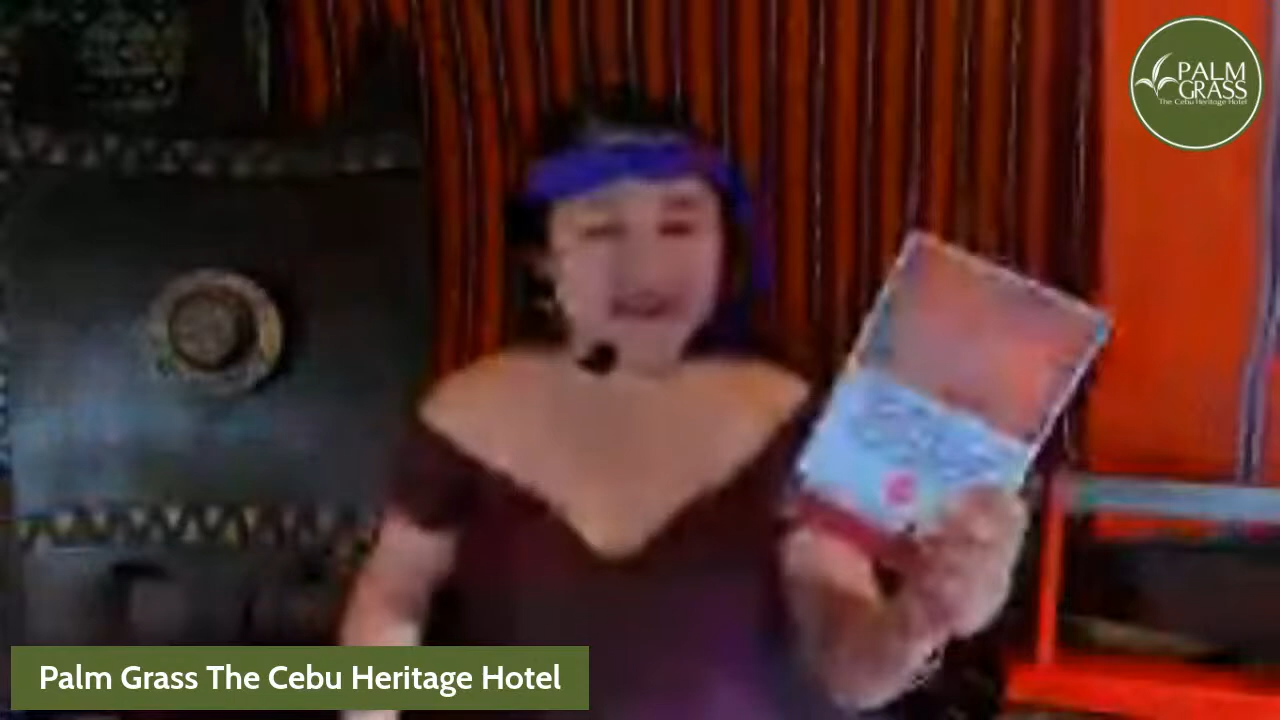 PALM
GRASS
The Cebu Heritage Hotel
Palm Grass The Cebu Heritage Hotel